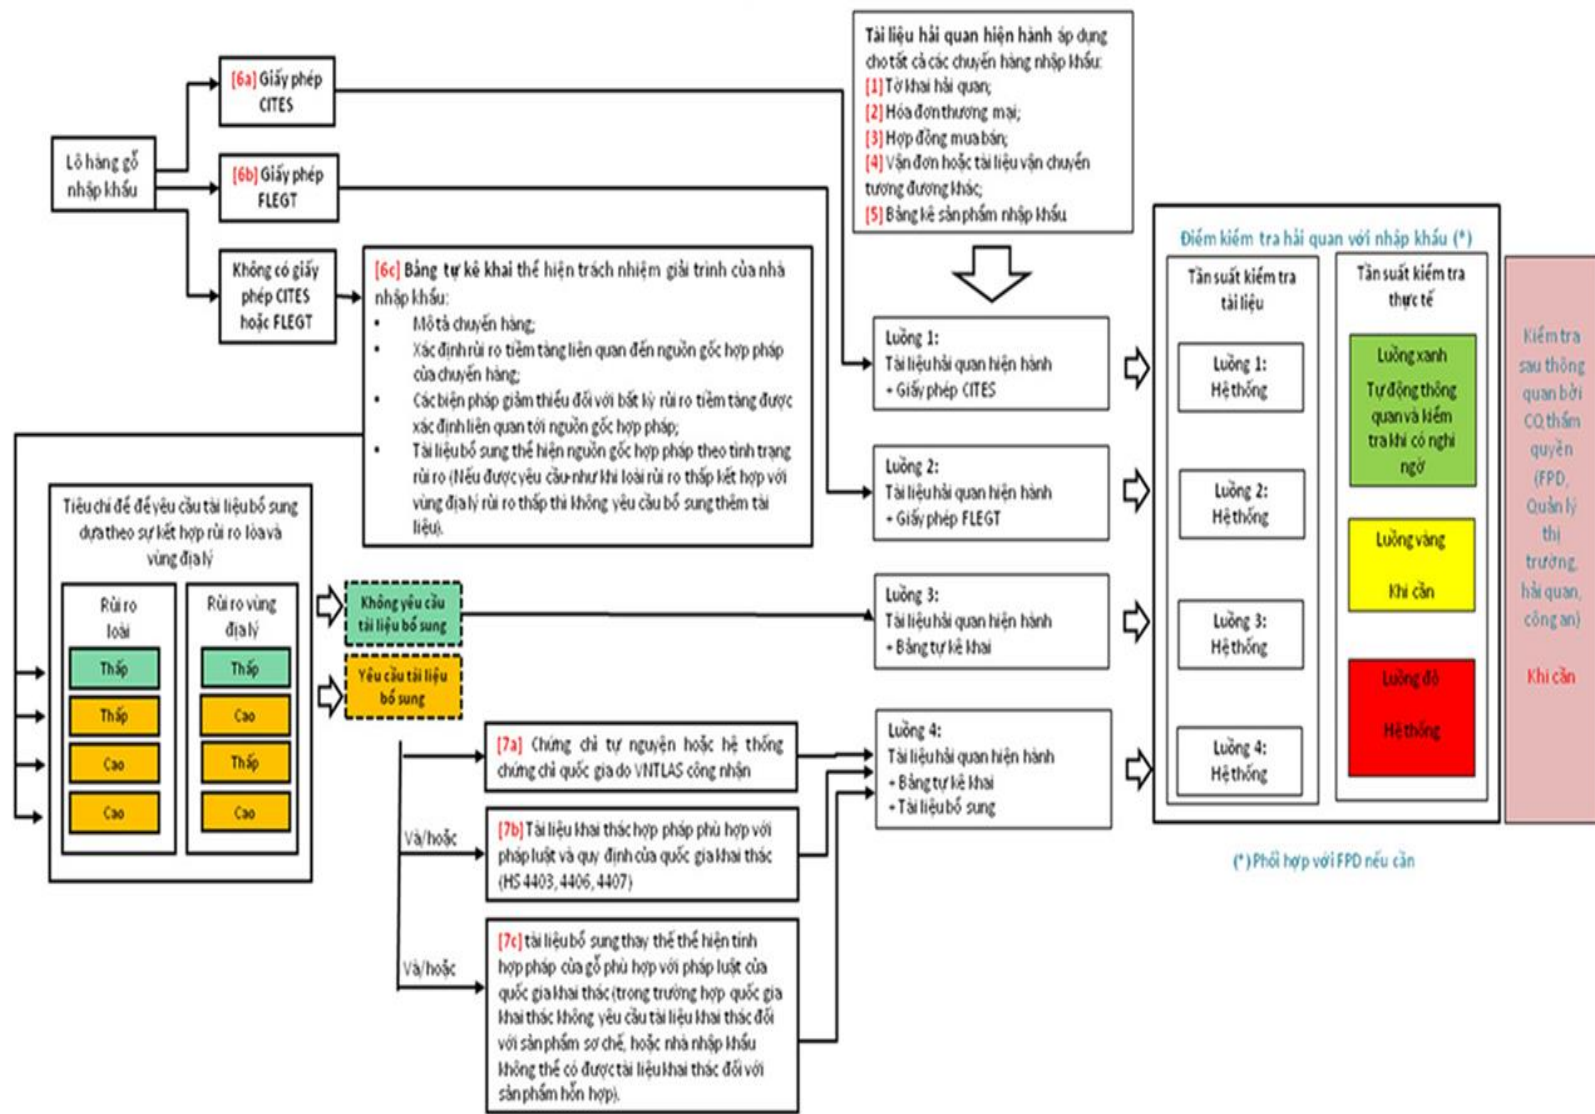 Lô hàng gỗ
nhập khẩu
[6a] Giấy phép
CITES
[6b] Giấy phép
FLEGT
Không có giấy
phép CITES
hoặc FLEGT
[6c] Bảng tự kê khai thể hiện trách nhiệm giải trình của nhà
nhập khẩu:
• Mô tả chuyến hàng;
• Xác định rủi ro tiềm tàng liên quan đến nguồn gốc hợp pháp
của chuyến hàng;
• Các biện pháp giảm thiểu đối với bất kỳ rủi ro tiềm tàng được
xác định liên quan tới nguồn gốc hợp pháp;
• Tài liệu bổ sung thể hiện nguồn gốc hợp pháp theo tình trạng
rủi ro (Nếu được yêu cầu-như khi loài rủi ro thấp kết hợp với
vùng địa lý rủi ro thấp thì không yêu cầu bổ sung thêm tài
liệu).
Tiêu chí để để yêu cầu tài liệu bổ sung
dựa theo sự kết hợp rủi ro lòa và
vùng địa lý
Rủi ro
loài
Thấp
Thấp
Cao
Cao
Rủi ro vùng
địa lý
Thấp
Cao
Thấp
Cao
Không yêu cầu
tài liệu bổ sung
Yêu cầu tài liệu
bổ sung
[7a] Chứng chỉ tự nguyện hoặc hệ thống
chứng chỉ quốc gia do VNTLAS công nhận
Và/hoặc
[7b] Tài liệu khai thác hợp pháp phù hợp với
pháp luật và quy định của quốc gia khai thác
(HS 4403, 4406, 4407)
Và/hoặc
[7c] tài liệu bổ sung thay thế thể hiện tính
hợp pháp của gỗ phù hợp với pháp luật của
quốc gia khai thác (trong trường hợp quốc gia
khai thác không yêu cầu tài liệu khai thác đối
với sản phẩm sơ chế, hoặc nhà nhập khẩu
không thể có được tài liệu khai thác đối với
sản phẩm hỗn hợp).
Tài liệu hải quan hiện hành áp dụng
cho tất cả các chuyến hàng nhập khẩu:
[1] Tờ khai hải quan;
[2] Hóa đơn thương mại;
[3] Hợp đồng mua bán;
[4] Vận đơn hoặc tài liệu vận chuyển
tương đương khác;
[5] Bảng kê sản phẩm nhập khẩu.
Luồng 1:
Tài liệu hải quan hiện hành
+ Giấy phép CITES
Luồng 2:
Tài liệu hải quan hiện hành
+ Giấy phép FLEGT
Luồng 3:
Tài liệu hải quan hiện hành
+ Bảng tự kê khai
Luồng 4:
Tài liệu hải quan hiện hành
+ Bảng tự kê khai
+ Tài liệu bổ sung
Điểm kiểm tra hải quan với nhập khẩu (*)
Tần suất kiểm tra
tài liệu
Luồng 1:
Hệ thống
Luồng 2:
Hệ thống
Luồng 3:
Hệ thống
Luồng 4:
Hệ thống
Tần suất kiểm tra
thực tế
Luồng xanh
Tự động thông
quan và kiểm
tra khi có nghi
ngờ
Luồng vàng
Khi cần
Luồng đỏ
Hệ thống
(*) Phối hợp với FPD nếu cần
Kiểm tra
sau thông
quan bởi
CQ thẩm
quyền
(FPD,
Quản lý
thị
trường,
hải quan,
công an)
Khi cần